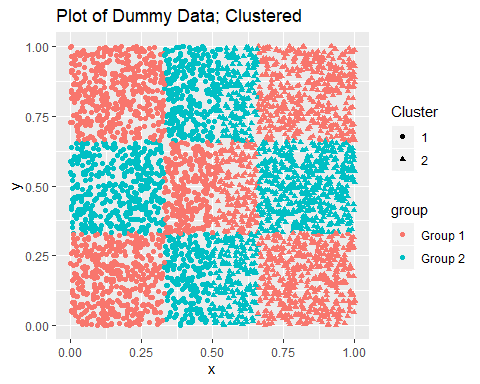 Plot of Dummy Data; Clustered
1.00
0.75
0.50
0.25
0.00
y
0.00 0.25 0.50 0.75 1.00
x
Cluster
1
2
group
Group 1
Group 2